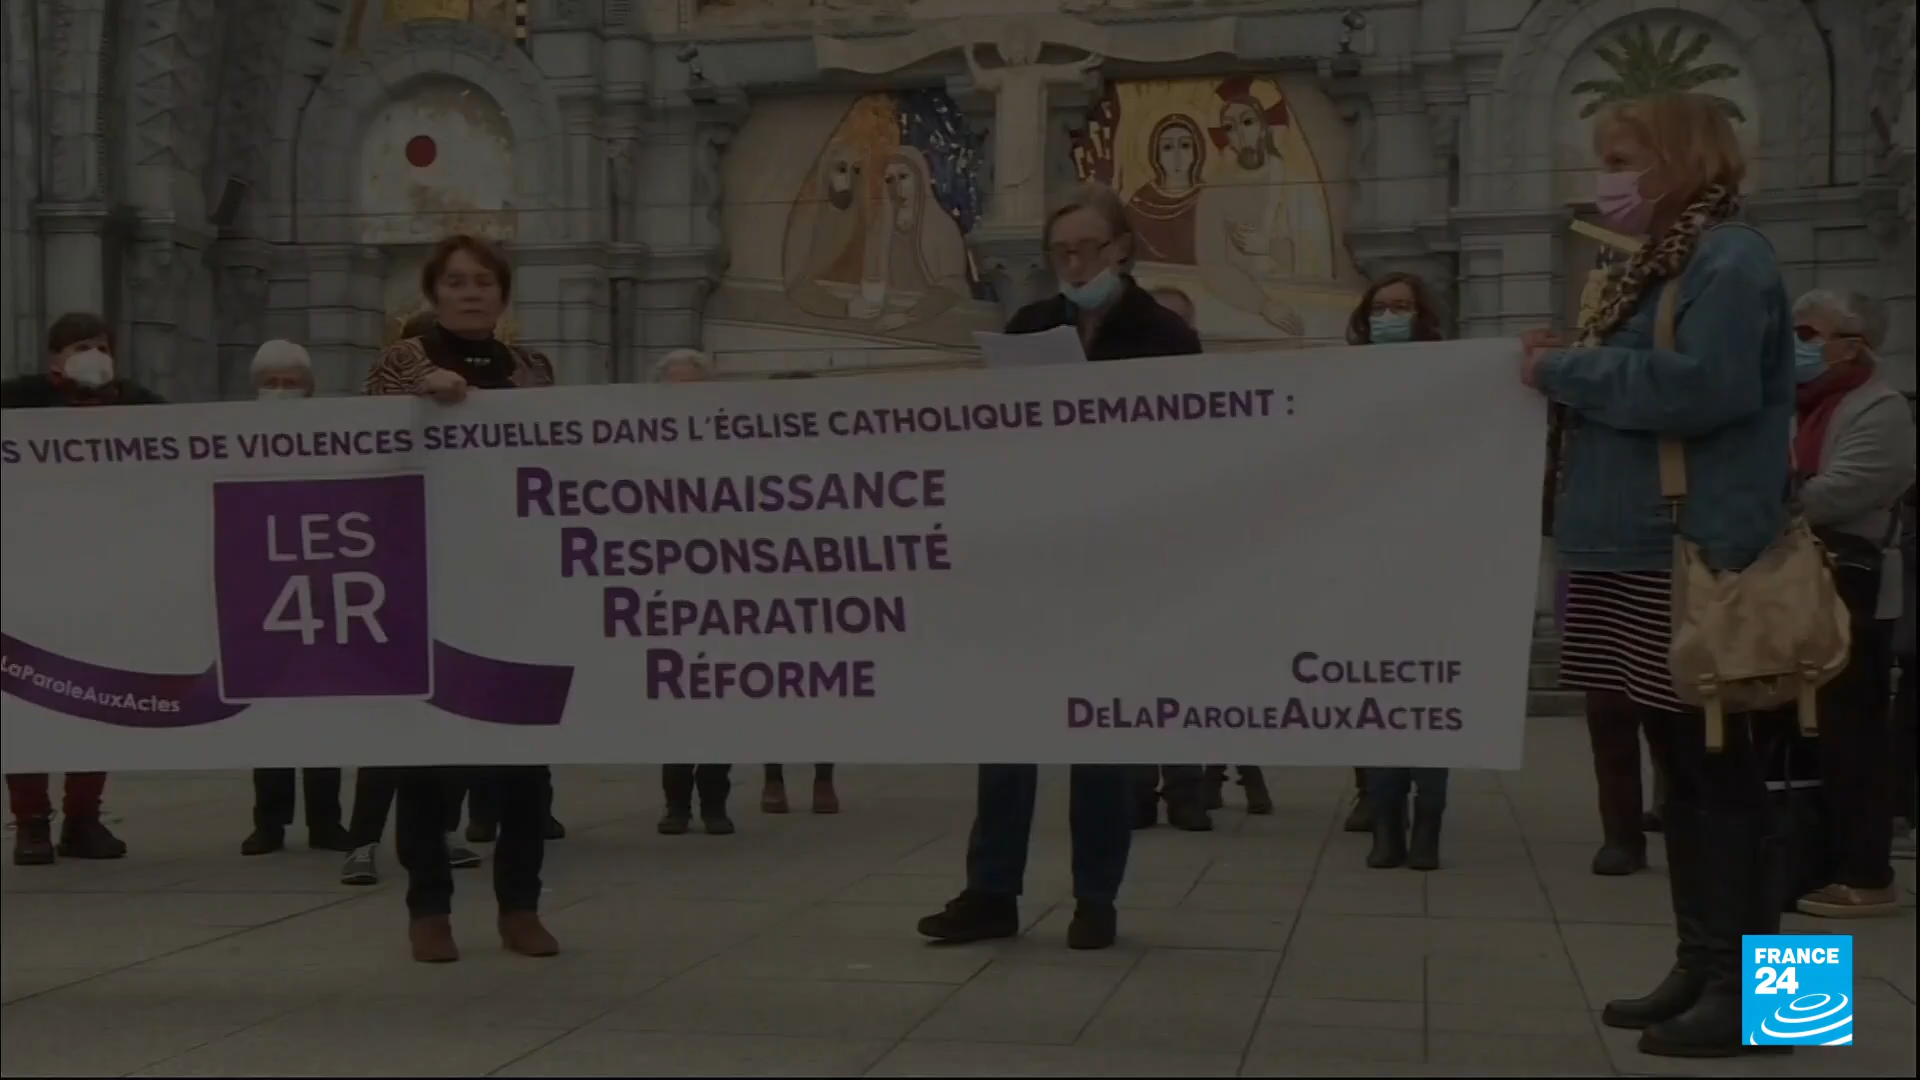 S VICTIMES DE VIOLENCES SEXUELLES DANS L'ÉGLISE CATHOLIQUE DEMANDENT :
LES
4R
RECONNAISSANCE
RESPONSABILITÉ
RÉPARATION
RÉFORME
LaParoleAuxActes
COLLECTIF
DELAPAROLEAUXACTES
FRANCE
24